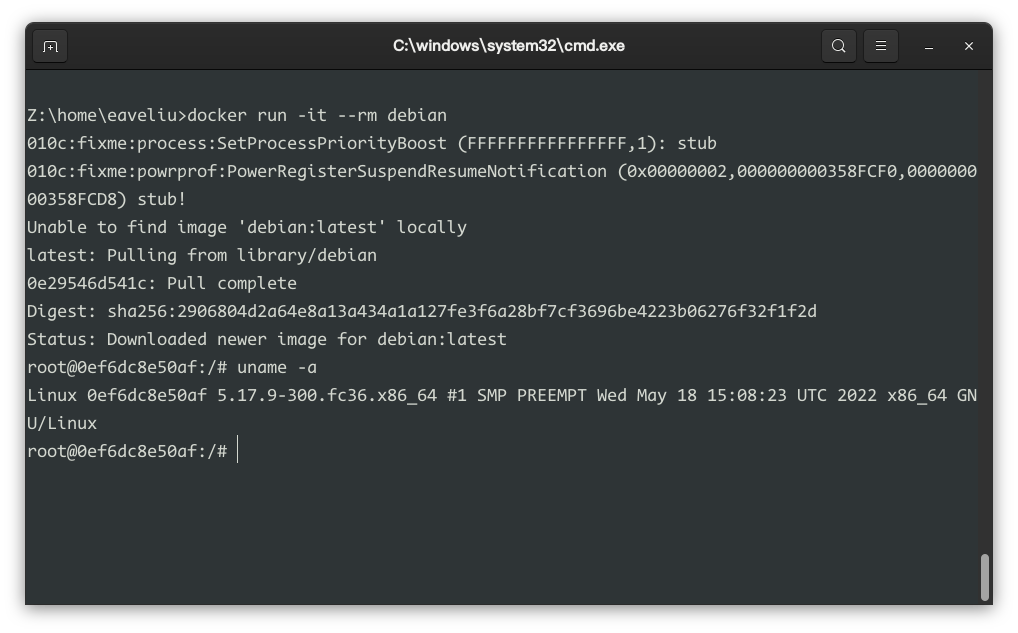 C:\windows\system32\cmd.exe
Z:\home\eaveliu>docker run -it --rm debian
010c:fixme:process:SetProcessPriorityBoost (FFFFFFFFFFFFFFFF,1): stub
010c:fixme:powrprof:PowerRegisterSuspendResumeNotification (0x00000002,000000000358FCF0,0000000
00358FCD8) stub!
Unable to find image 'debian:latest' locally
latest: Pulling from library/debian
0e29546d541c: Pull complete
Digest: sha256:2906804d2a64e8a13a434a1a127fe3f6a28bf7cf3696be4223b06276f32f1f2d
Status: Downloaded newer image for debian:latest
root@0ef6dc8e50af:/# uname -a
Linux 0ef6dc8e50af 5.17.9-300.fc36.x86_64 #1 SMP PREEMPT Wed May 18 15:08:23 UTC 2022 x86_64 GN
U/Linux
root@0ef6dc8e50af:/#